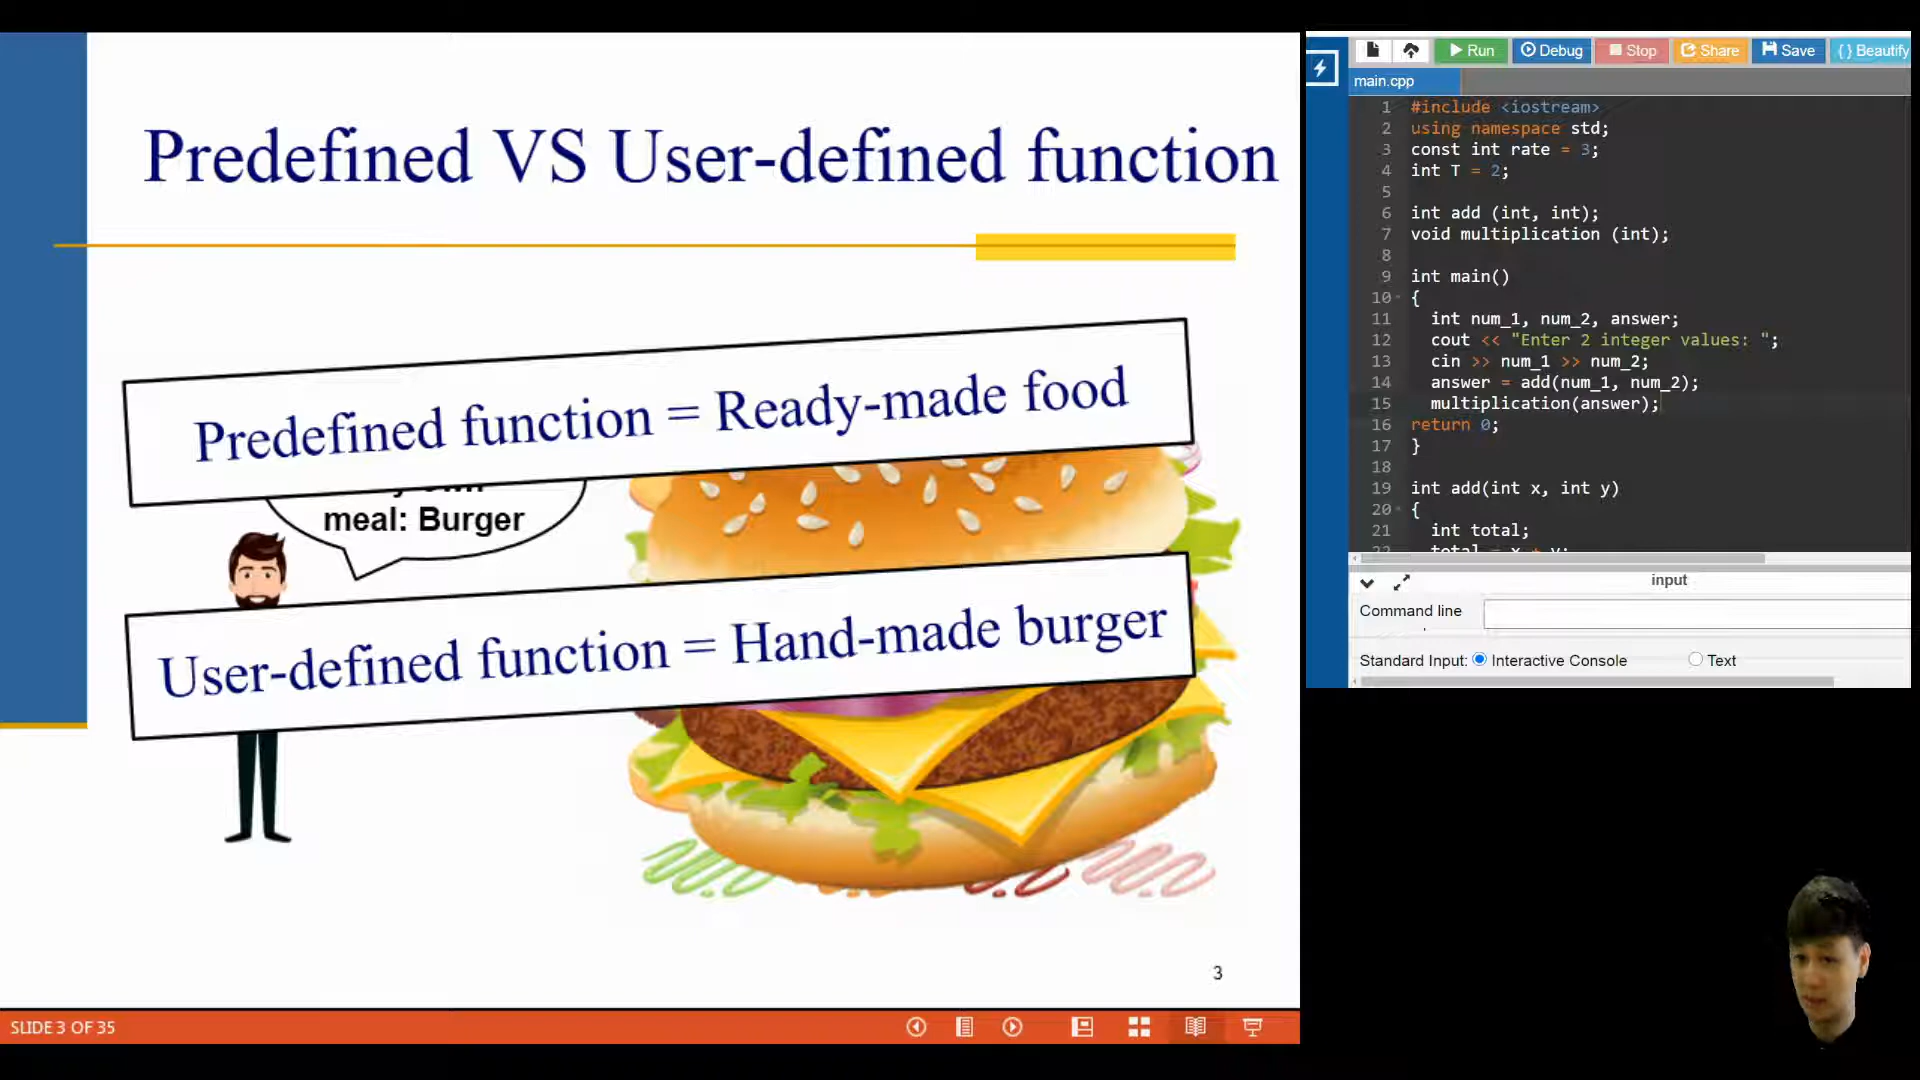 Predefined VS User-defined function
Predefined function = Ready-made food
meal: Burger
User-defined function = Hand-made burger
3
SLIDE 3 OF 35
Run
Debug
Stop
Share
Save
{ } Beautify
main.cpp
1 #include <iostream>
2 using namespace std;
3 const int rate = 3;
4 int T = 2;
5
6 int add (int, int);
7 void multiplication (int);
8
9 int main()
10 {
11 int num_1, num_2, answer;
12 cout << "Enter 2 integer values: ";
13 cin >> num_1 >> num_2;
14 answer = add(num_1, num_2);
15 multiplication(answer);
16 return 0;
17 }
18
19 int add(int x, int y)
20 {
21 int total;
22 total = x + y;
input
Command line
Standard Input: Interactive Console Text